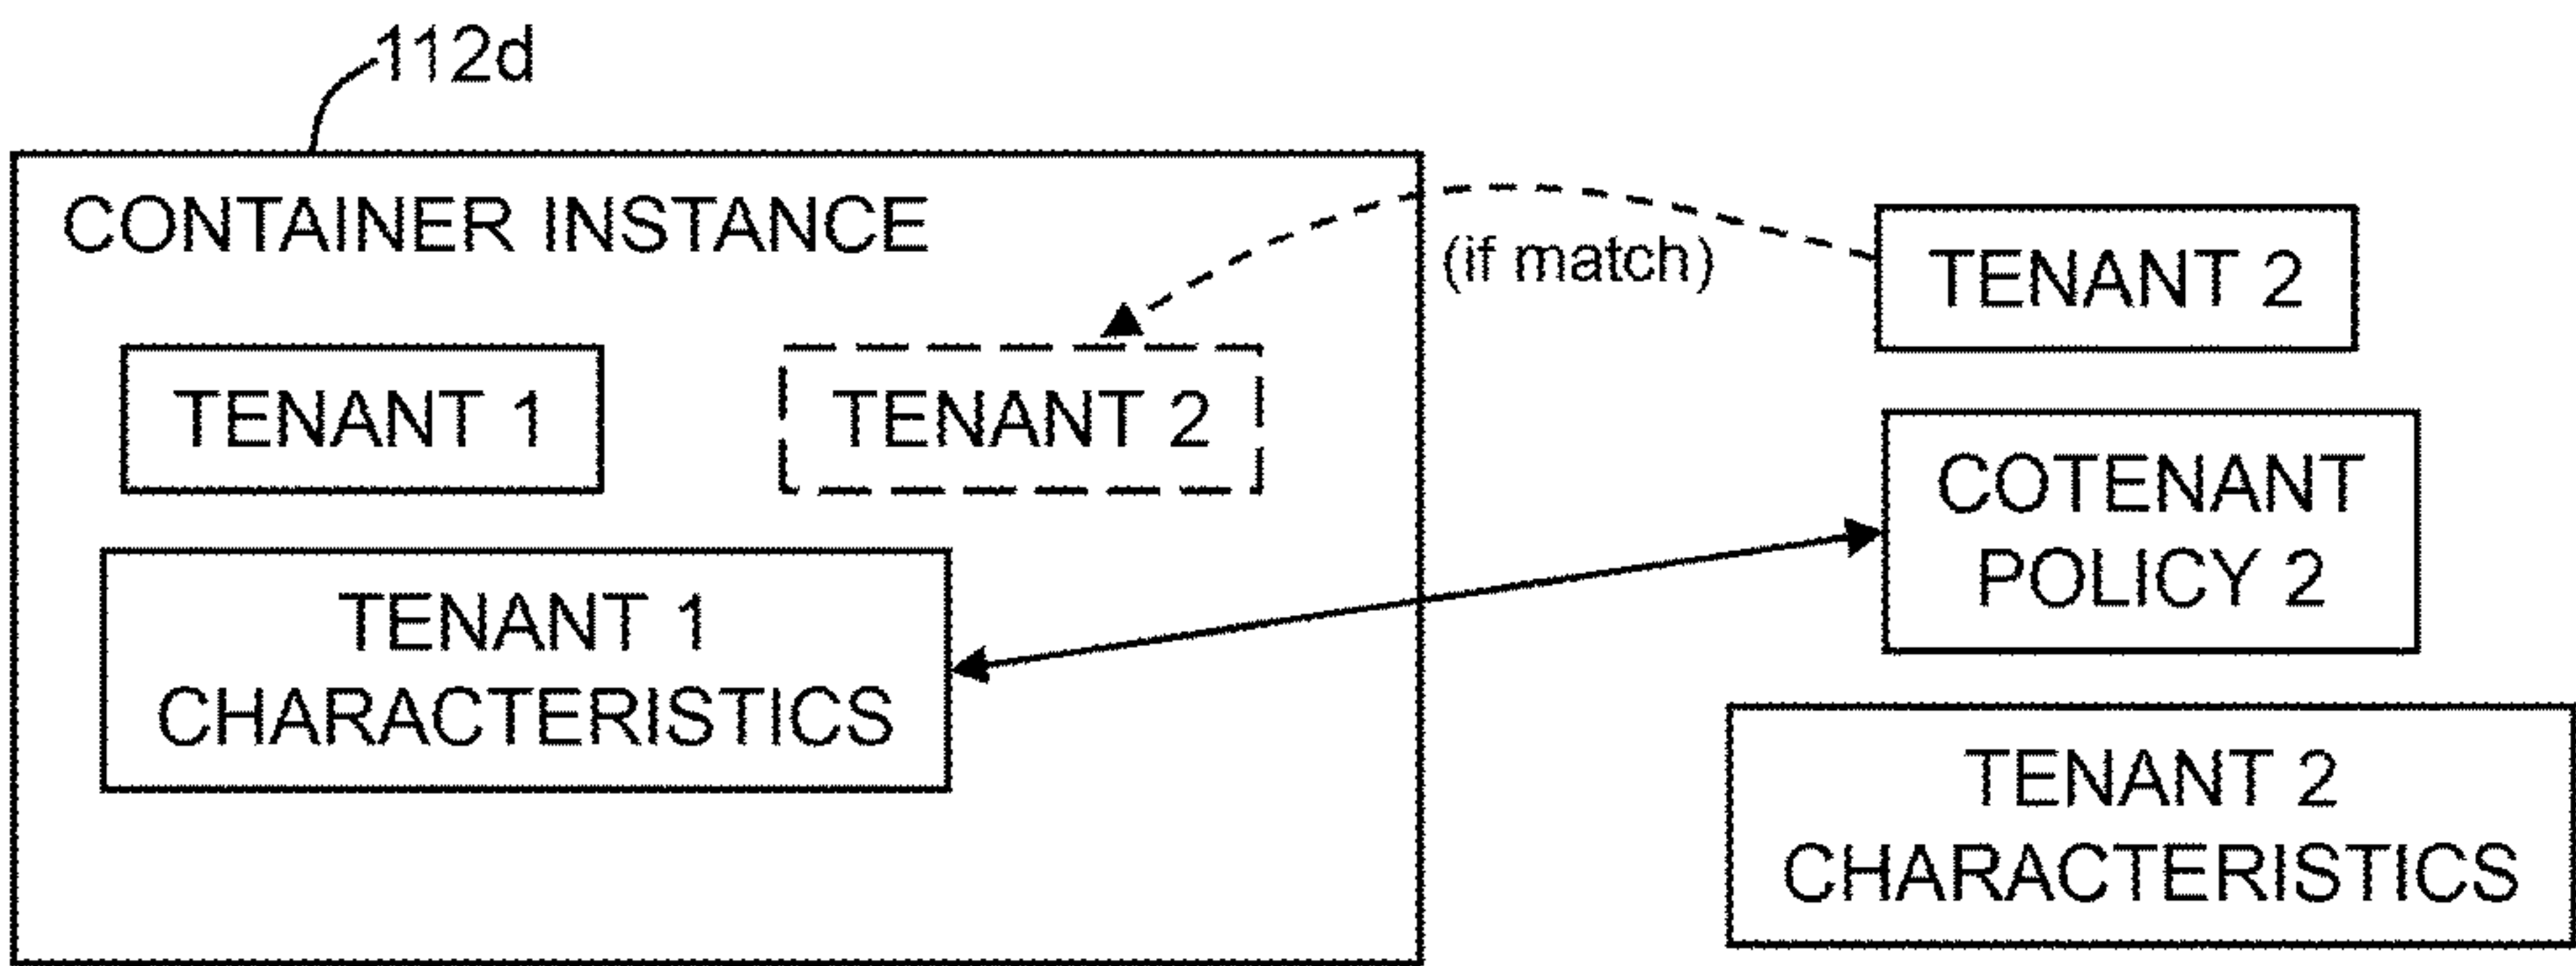 112d
CONTAINER INSTANCE
(if match)
TENANT 2
TENANT 1
TENANT 2
COTENANT
POLICY 2
TENANT 1
CHARACTERISTICS
TENANT 2
CHARACTERISTICS